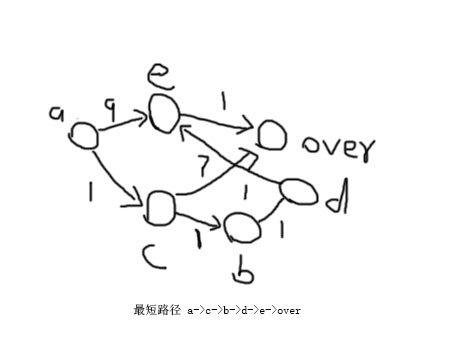 e
1
a
9
over
7
1
1
d
1
1
c
b
最短路径 a->c->b->d->e->over